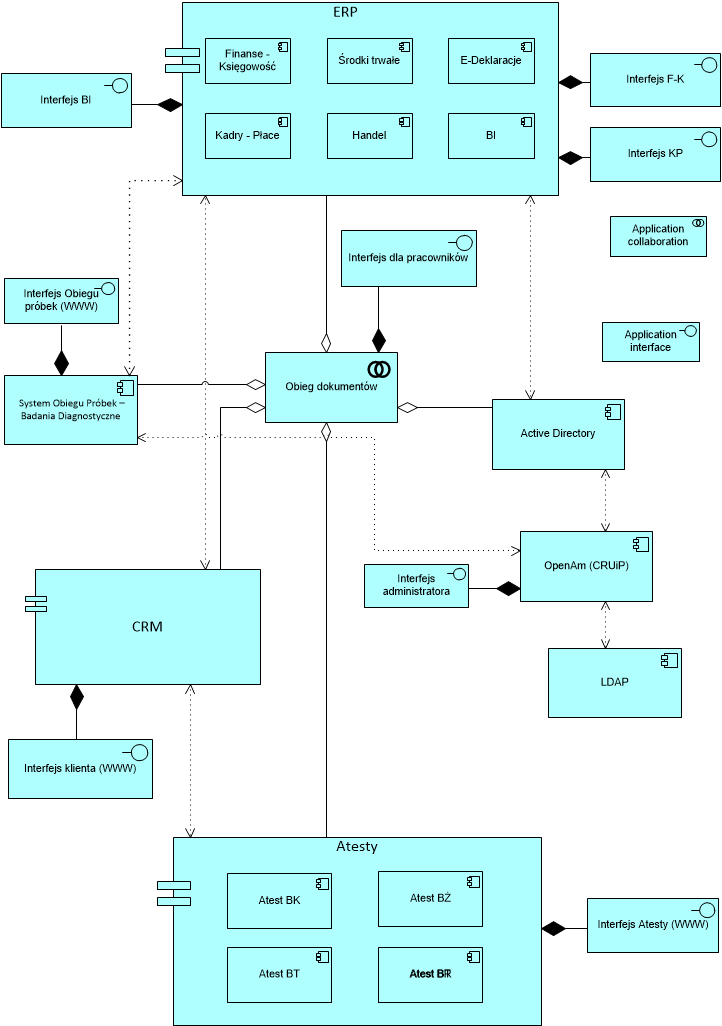 ERP
Finanse -
Księgowość
Środki trwałe
E-Deklaracje
Interfejs F-K
Interfejs BI
Kadry - Płace
Handel
BI
Interfejs KP
Application
collaboration
Interfejs dla pracowników
Interfejs Obiegu
próbek (WWW)
Application
interface
Obieg dokumentów
System Obiegu Próbek –
Badania Diagnostyczne
Active Directory
OpenAm (CRUiP)
Interfejs
administratora
CRM
LDAP
Interfejs klienta (WWW)
Atesty
Atest BK
Atest BŻ
Interfejs Atesty (WWW)
Atest BT
Atest